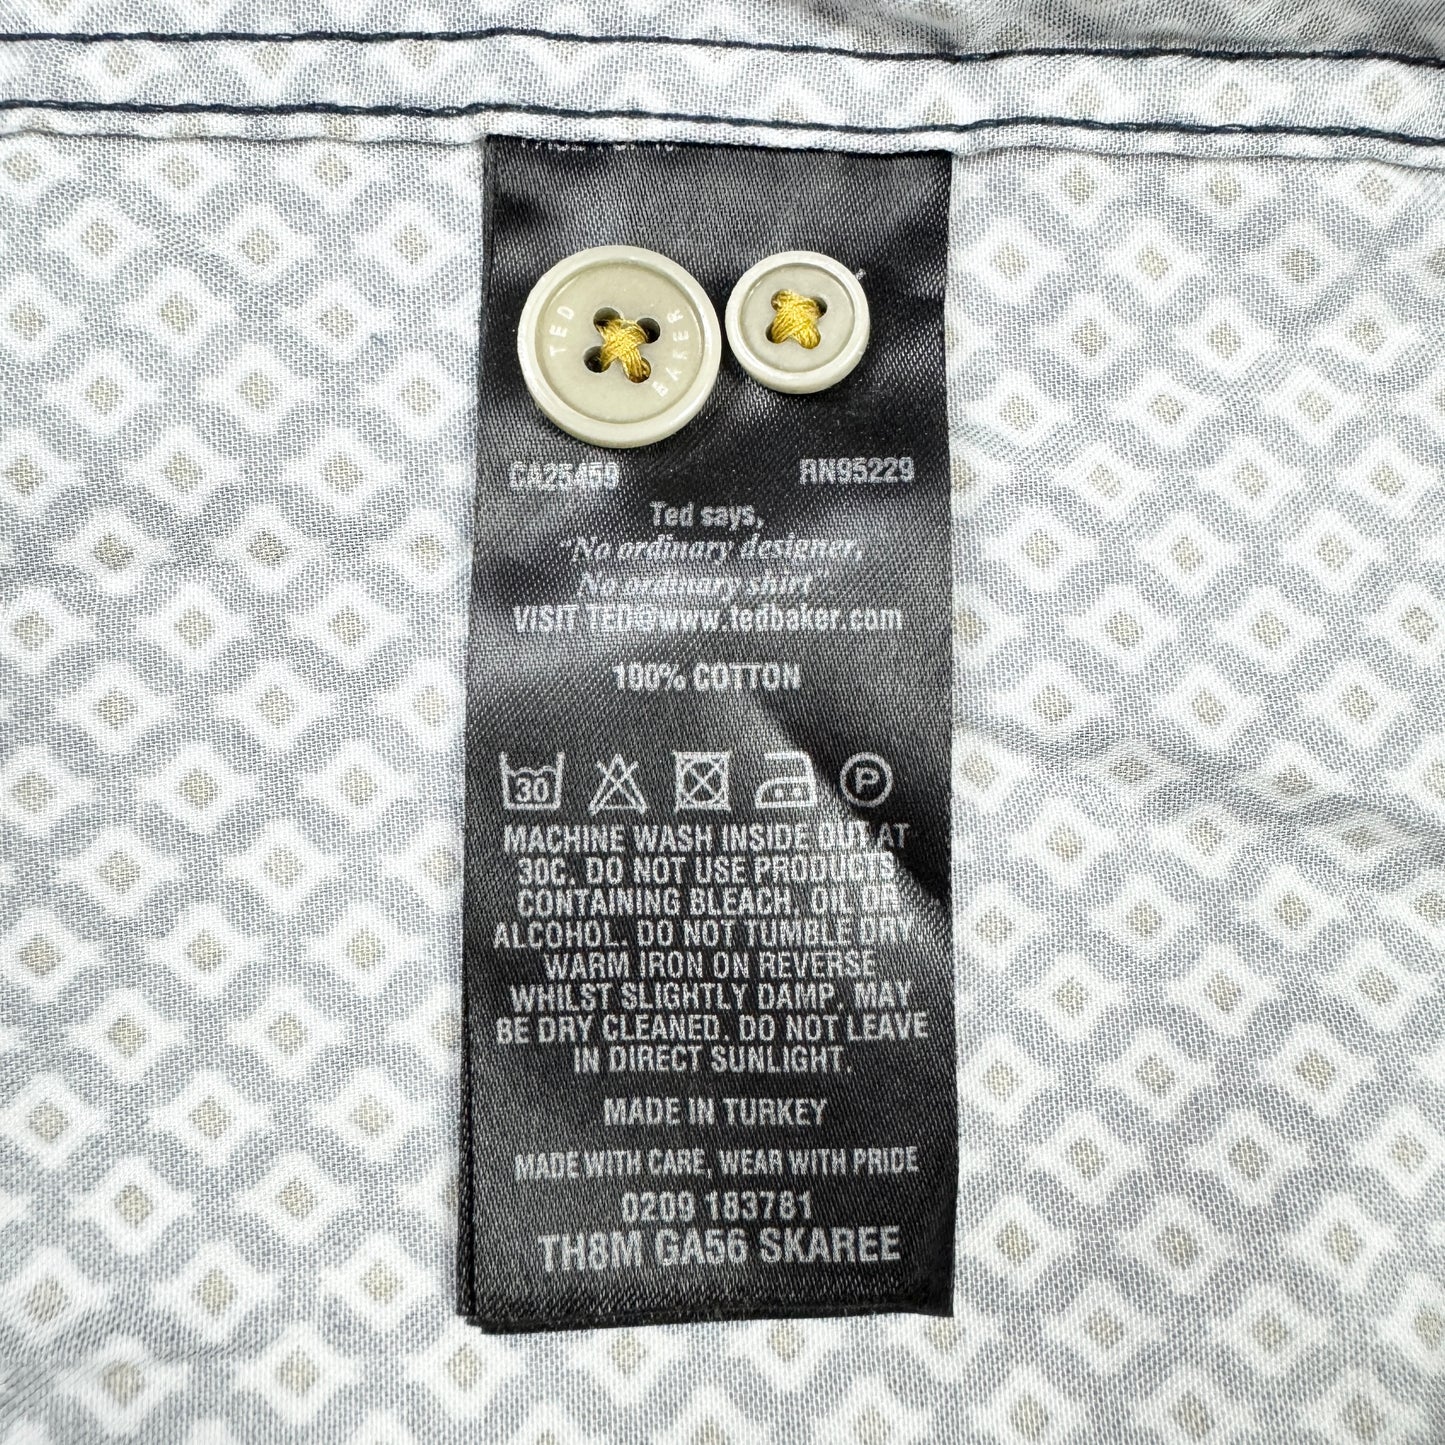 TED BAKER
CA25459 RN95229
Ted says,
"No ordinary designer,
No ordinary shirt".
VISIT TED@www.tedbaker.com
100% COTTON
30 P
MACHINE WASH INSIDE OUT AT
30C. DO NOT USE PRODUCTS
CONTAINING BLEACH, OIL OR
ALCOHOL. DO NOT TUMBLE DRY.
WARM IRON ON REVERSE
WHILST SLIGHTLY DAMP. MAY
BE DRY CLEANED. DO NOT LEAVE
IN DIRECT SUNLIGHT.
MADE IN TURKEY
MADE WITH CARE, WEAR WITH PRIDE
0209 183781
TH8M GA56 SKAREE